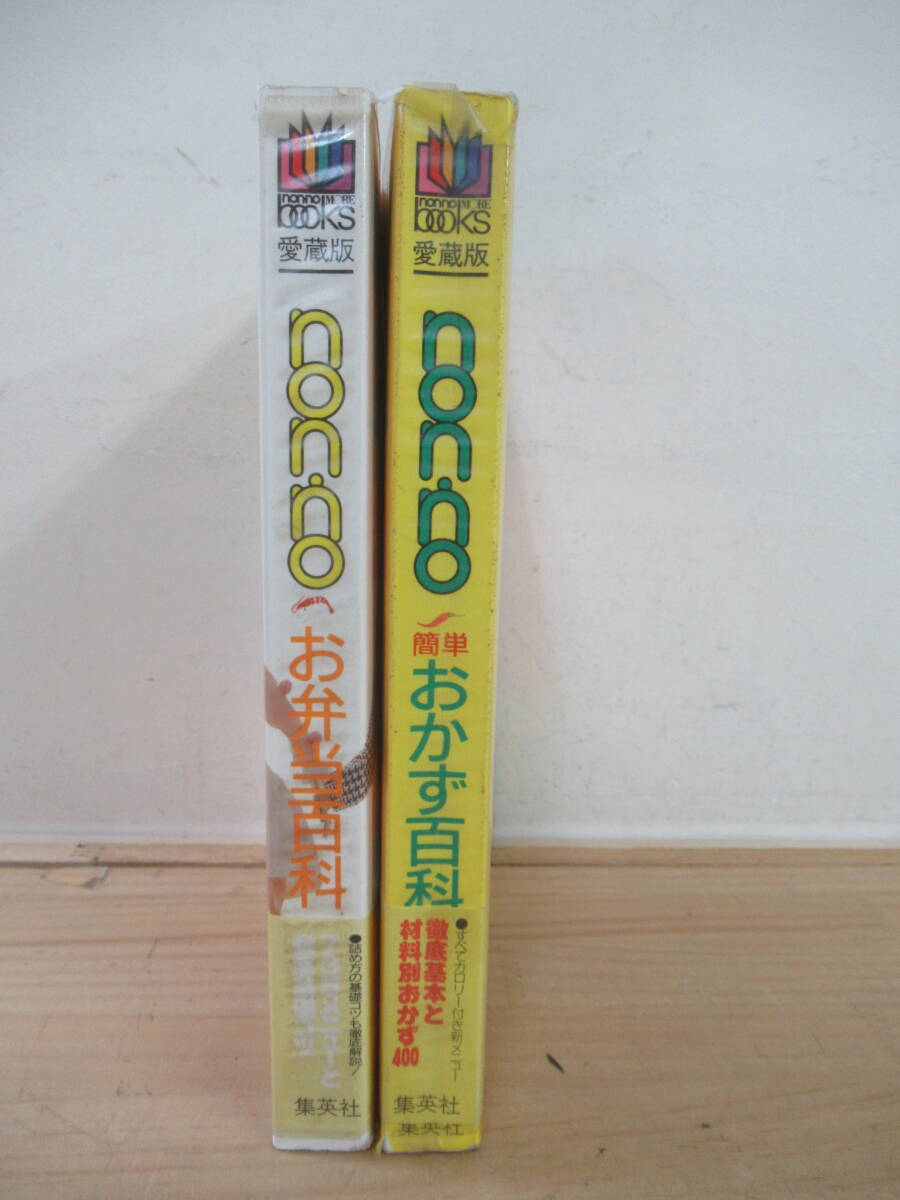 non-no MORE
books
愛蔵版
non·no
お弁当百科
●詰め方の基礎コツも徹底解説!
集英社
non-no MORE
books
愛蔵版
non·no
簡単
おかず百科
●すべてカロリー付き新メニュー
徹底基本と
材料別おかず400
集英社
集英社